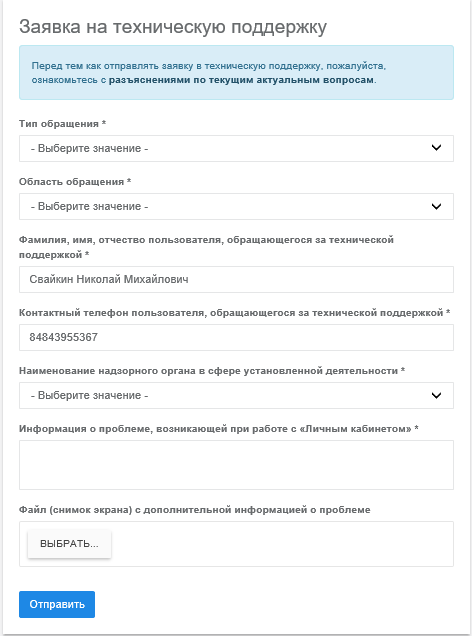 Заявка на техническую поддержку
Перед тем как отправлять заявку в техническую поддержку, пожалуйста,
ознакомьтесь с разъяснениями по текущим актуальным вопросам.
Тип обращения *
- Выберите значение -
Область обращения *
- Выберите значение -
Фамилия, имя, отчество пользователя, обращающегося за технической
поддержкой *
Свайкин Николай Михайлович
Контактный телефон пользователя, обращающегося за технической поддержкой *
84843955367
Наименование надзорного органа в сфере установленной деятельности *
- Выберите значение -
Информация о проблеме, возникающей при работе с «Личным кабинетом» *
Файл (снимок экрана) с дополнительной информацией о проблеме
ВЫБРАТЬ...
Отправить